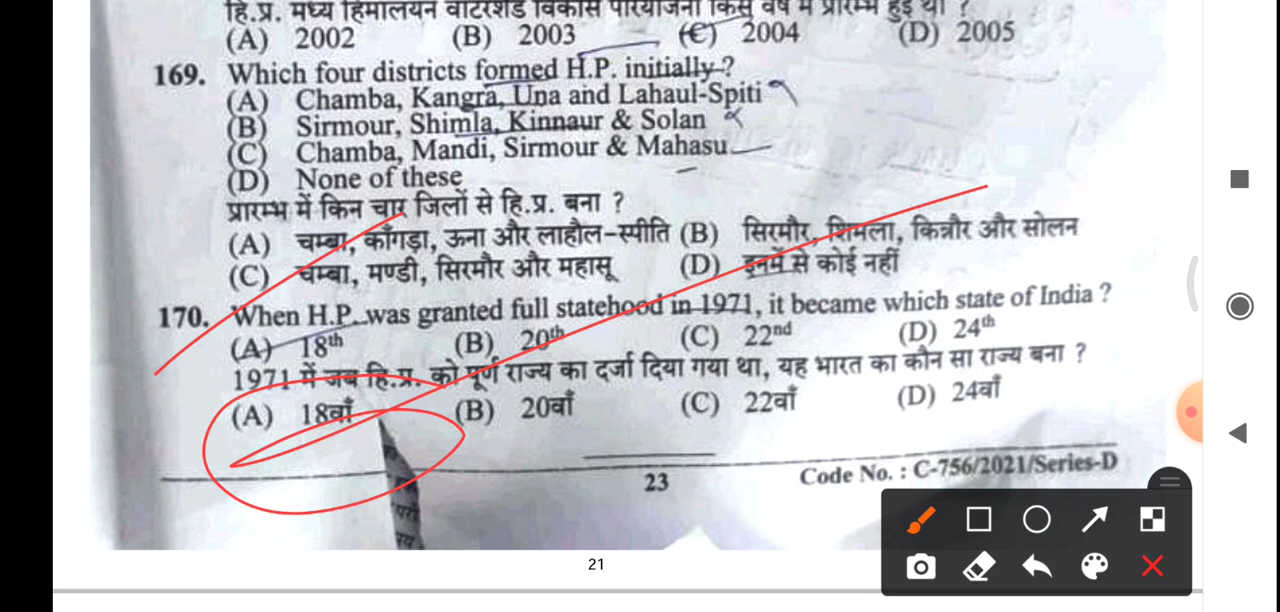 हि.प्र. मध्य हिमालयन वाटरशेड विकास परियोजना किस वर्ष में प्रारम्भ हुई थी ?
(A) 2002 (B) 2003 (C) 2004 (D) 2005
169. Which four districts formed H.P. initially ?
(A) Chamba, Kangra, Una and Lahaul-Spiti
(B) Sirmour, Shimla, Kinnaur & Solan
(C) Chamba, Mandi, Sirmour & Mahasu
(D) None of these
प्रारम्भ में किन चार जिलों से हि.प्र. बना ?
(A) चम्बा, काँगड़ा, ऊना और लाहौल-स्पीति (B) सिरमौर, शिमला, किन्नौर और सोलन
(C) चम्बा, मण्डी, सिरमौर और महासू (D) इनमें से कोई नहीं
170. When H.P. was granted full statehood in 1971, it became which state of India ?
(A) 18th (B) 20th (C) 22nd (D) 24th
1971 में जब हि.प्र. को पूर्ण राज्य का दर्जा दिया गया था, यह भारत का कौन सा राज्य बना ?
(A) 18वाँ (B) 20वाँ (C) 22वाँ (D) 24वाँ
23 Code No. : C-756/2021/Series-D
21